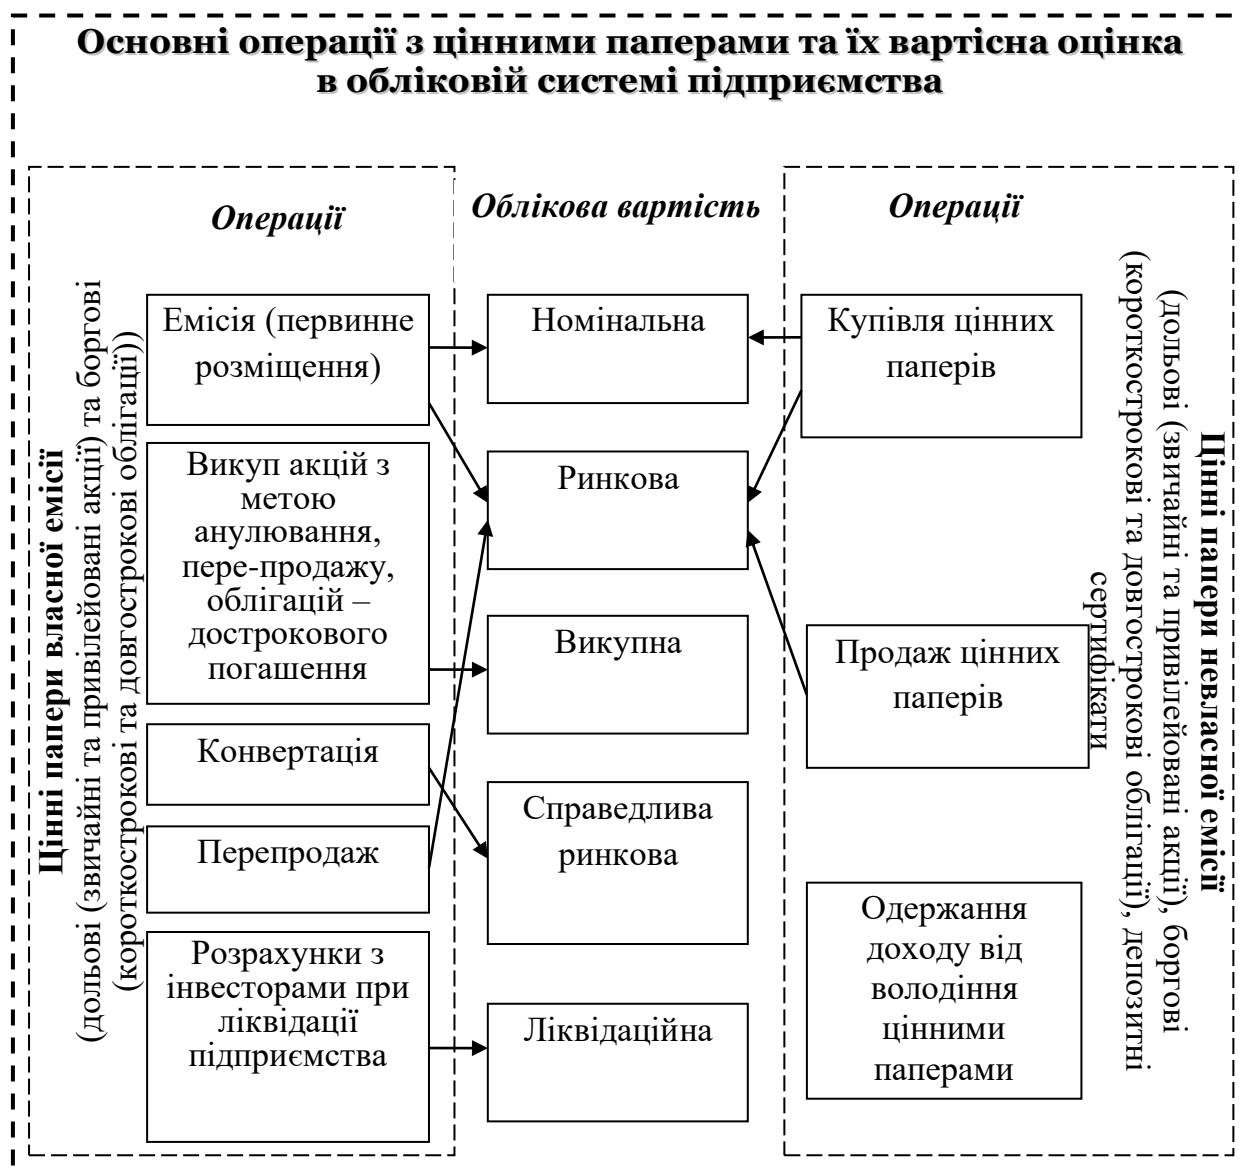 Основні операції з цінними паперами та їх вартісна оцінка
в обліковій системі підприємства
Цінні папери власної емісії
(дольові (звичайні та привілейовані акції) та боргові
(короткострокові та довгострокові облігації))
Операції
Емісія (первинне
розміщення)
Викуп акцій з
метою
анулювання,
пере-продажу,
облігацій –
дострокового
погашення
Конвертація
Перепродаж
Розрахунки з
інвесторами при
ліквідації
підприємства
Облікова вартість
Номінальна
Ринкова
Викупна
Справедлива
ринкова
Ліквідаційна
Операції
Купівля цінних
паперів
Продаж цінних
паперів
Одержання
доходу від
володіння
цінними
паперами
Цінні папери невласної емісії
(дольові (звичайні та привілейовані акції), боргові
(короткострокові та довгострокові облігації), депозитні
сертифікати